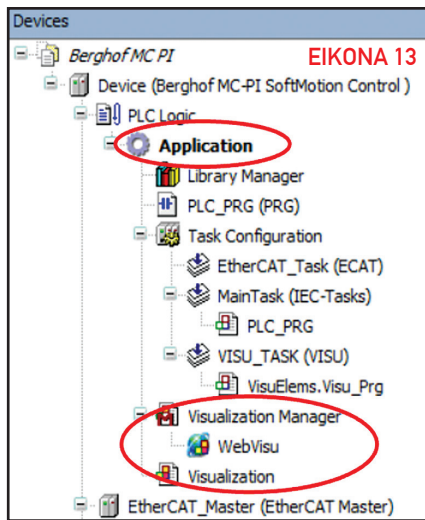 Devices
Berghof MC PI
ΕΙΚΟΝΑ 13
Device (Berghof MC-PI SoftMotion Control )
PLC Logic
Application
Library Manager
PLC_PRG (PRG)
Task Configuration
EtherCAT_Task (ECAT)
MainTask (IEC-Tasks)
PLC_PRG
VISU_TASK (VISU)
VisuElems.Visu_Prg
Visualization Manager
WebVisu
Visualization
EtherCAT_Master (EtherCAT Master)